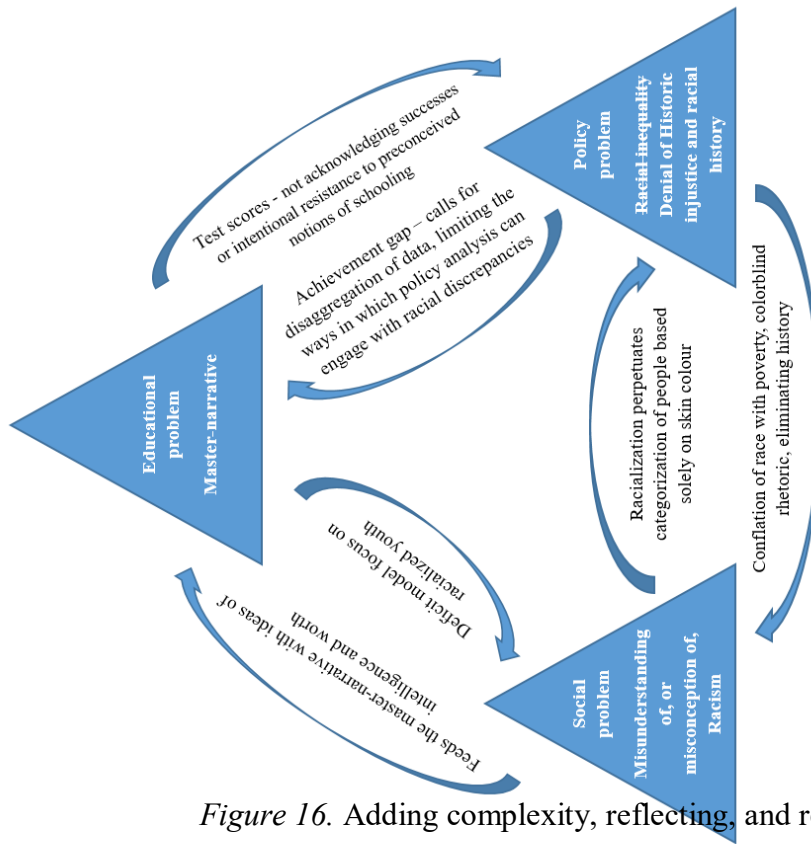 Educational
problem
Master-narrative
Test scores - not acknowledging successes
or intentional resistance to preconceived
notions of schooling
Achievement gap – calls for
disaggregation of data, limiting the
ways in which policy analysis can
engage with racial discrepancies
Policy
problem
Racial inequality
Denial of Historic
injustice and racial
history
Feeds the master-narrative with ideas of
intelligence and worth
Deficit model focus on
racialized youth
Racialization perpetuates
categorization of people based
solely on skin colour
Conflation of race with poverty, colorblind
rhetoric, eliminating history
Social
problem
Misunderstanding
of, or
misconception of,
Racism
Figure 16. Adding complexity, reflecting, and